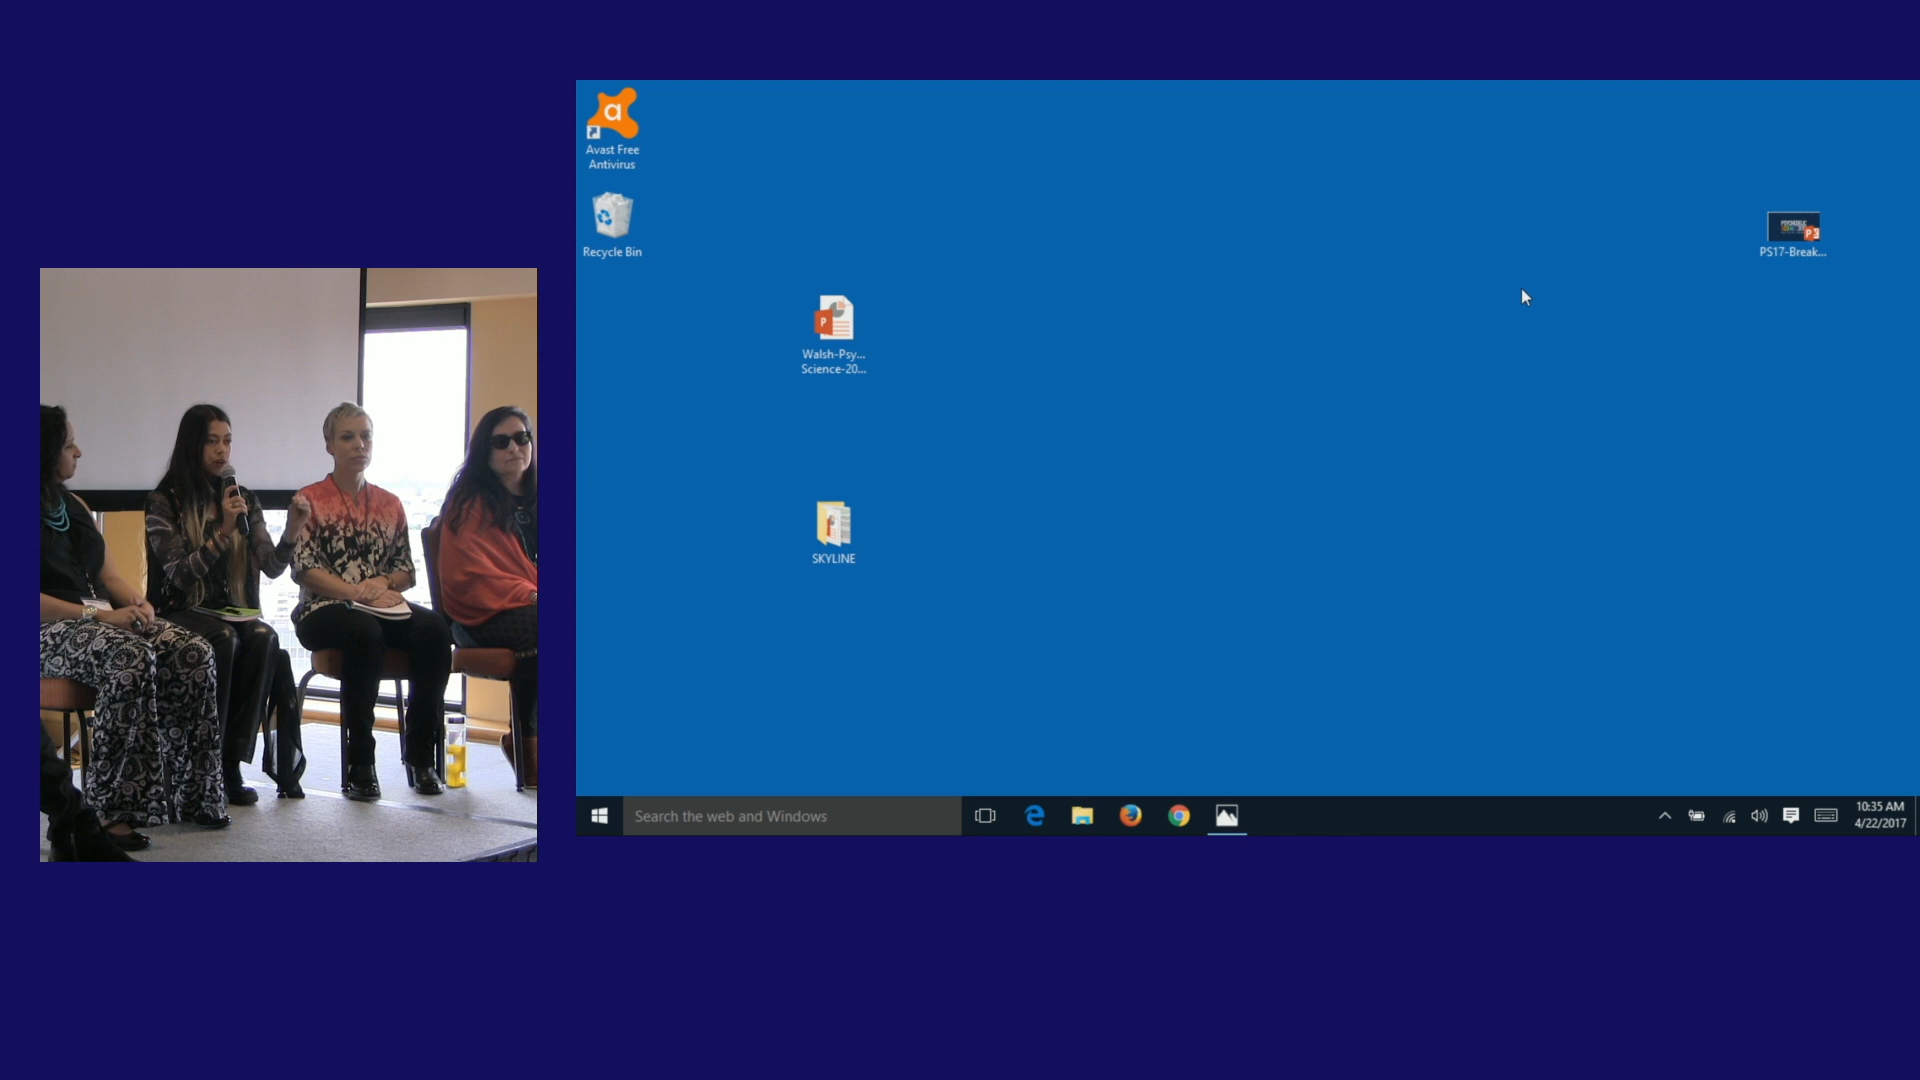 Avast Free
Antivirus
Recycle Bin
PS17-Break...
Walsh-Psy...
Science-20...
SKYLINE
Search the web and Windows
10:35 AM
4/22/2017